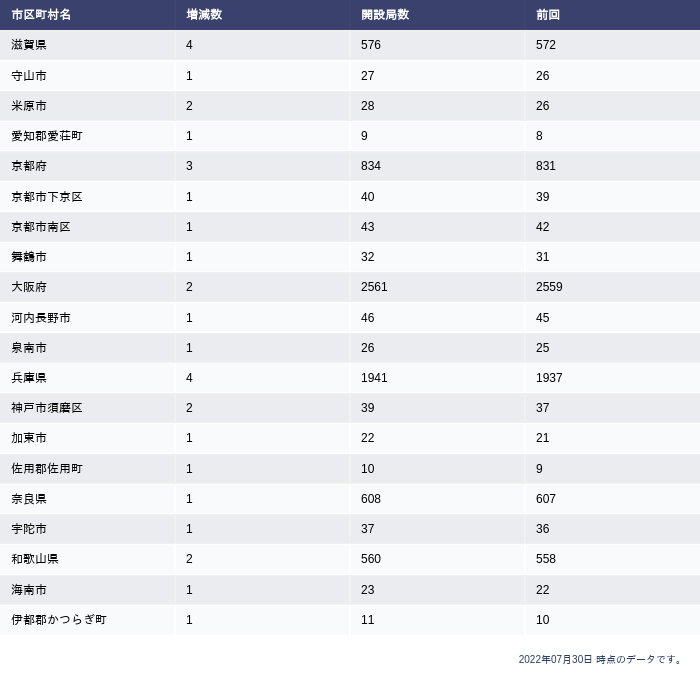 市区町村名 増減数 開設局数 前回
滋賀県 4 576 572
守山市 1 27 26
米原市 2 28 26
愛知郡愛荘町 1 9 8
京都府 3 834 831
京都市下京区 1 40 39
京都市南区 1 43 42
舞鶴市 1 32 31
大阪府 2 2561 2559
河内長野市 1 46 45
泉南市 1 26 25
兵庫県 4 1941 1937
神戸市須磨区 2 39 37
加東市 1 22 21
佐用郡佐用町 1 10 9
奈良県 1 608 607
宇陀市 1 37 36
和歌山県 2 560 558
海南市 1 23 22
伊都郡かつらぎ町 1 11 10
2022年07月30日 時点のデータです。